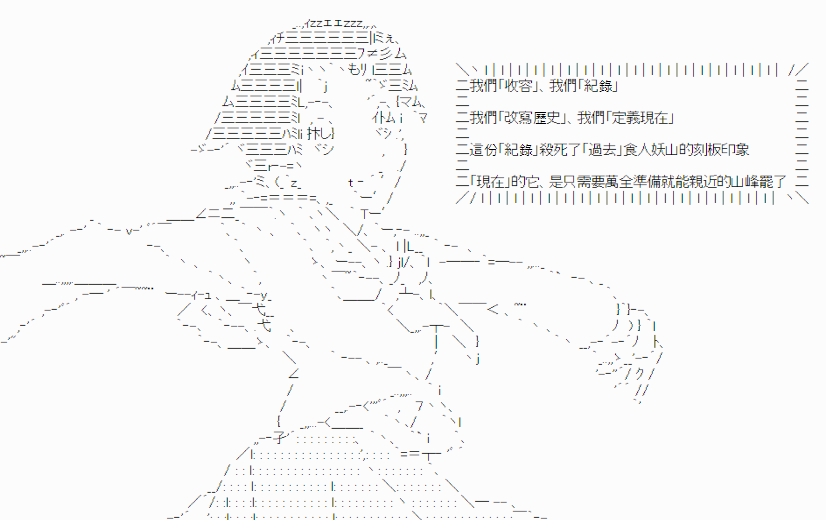 我們「收容」、我們「紀錄」
我們「改寫歷史」、我們「定義現在」
這份「紀錄」殺死了「過去」食人妖山的刻板印象
「現在」的它、是只需要萬全準備就能親近的山峰罷了